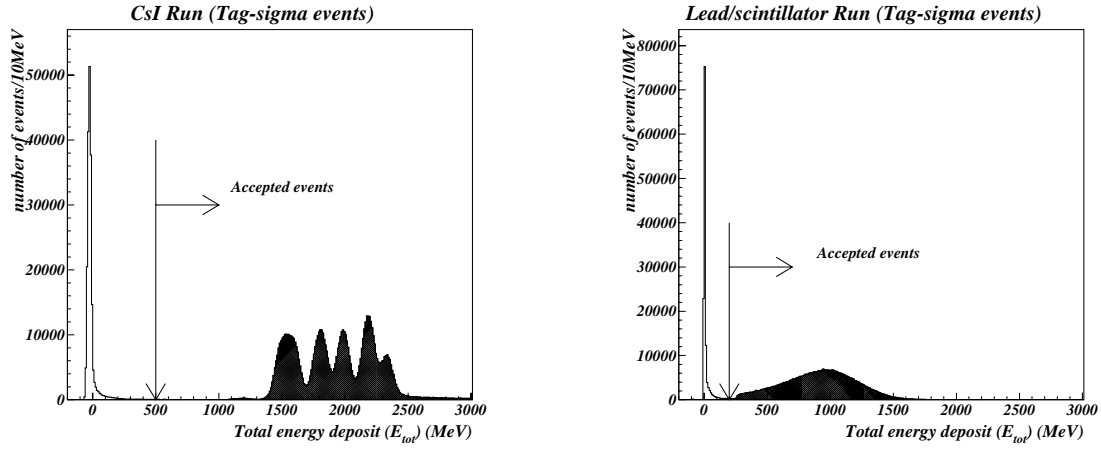 CsI Run (Tag-sigma events)
number of events/10MeV
50000
40000
30000
20000
10000
0
Accepted events
0 500 1000 1500 2000 2500 3000
Total energy deposit (E_tot) (MeV)
Lead/scintillator Run (Tag-sigma events)
number of events/10MeV
80000
70000
60000
50000
40000
30000
20000
10000
0
Accepted events
0 500 1000 1500 2000 2500 3000
Total energy deposit (E_tot) (MeV)